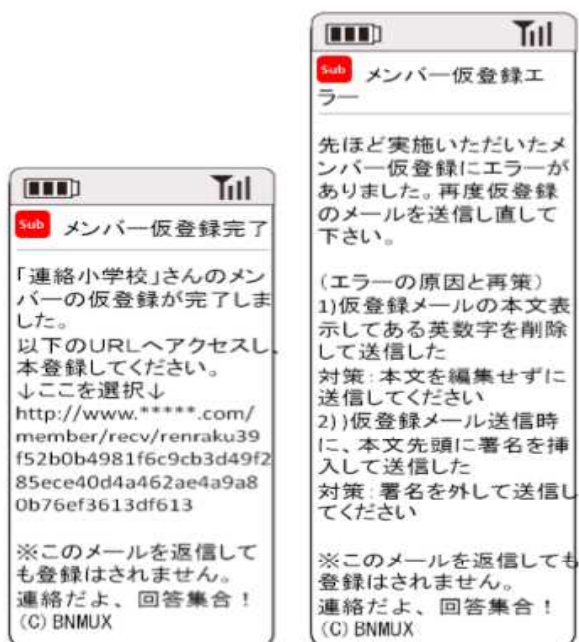 Sub メンバー仮登録完了
「連絡小学校」さんのメン
バーの仮登録が完了しま
した。
以下のURLへアクセスし、
本登録してください。
↓ここを選択↓
http://www.*****.com/
member/recv/renraku39
f52b0b4981f6c9cb3d49f2
85ece40d4a462ae4a9a8
0b76ef3613df613
※このメールを返信して
も登録はされません。
連絡だよ、回答集合！
(C) BNMUX
Sub メンバー仮登録エ
ラー
先ほど実施いただいたメ
ンバー仮登録にエラーが
ありました。再度仮登録
のメールを送信し直して
下さい。
(エラーの原因と再策)
1)仮登録メールの本文表
示してある英数字を削除
して送信した
対策:本文を編集せずに
送信してください
2))仮登録メール送信時
に、本文先頭に署名を挿
入して送信した
対策:署名を外して送信し
てください
※このメールを返信しても
登録はされません。
連絡だよ、回答集合！
(C) BNMUX